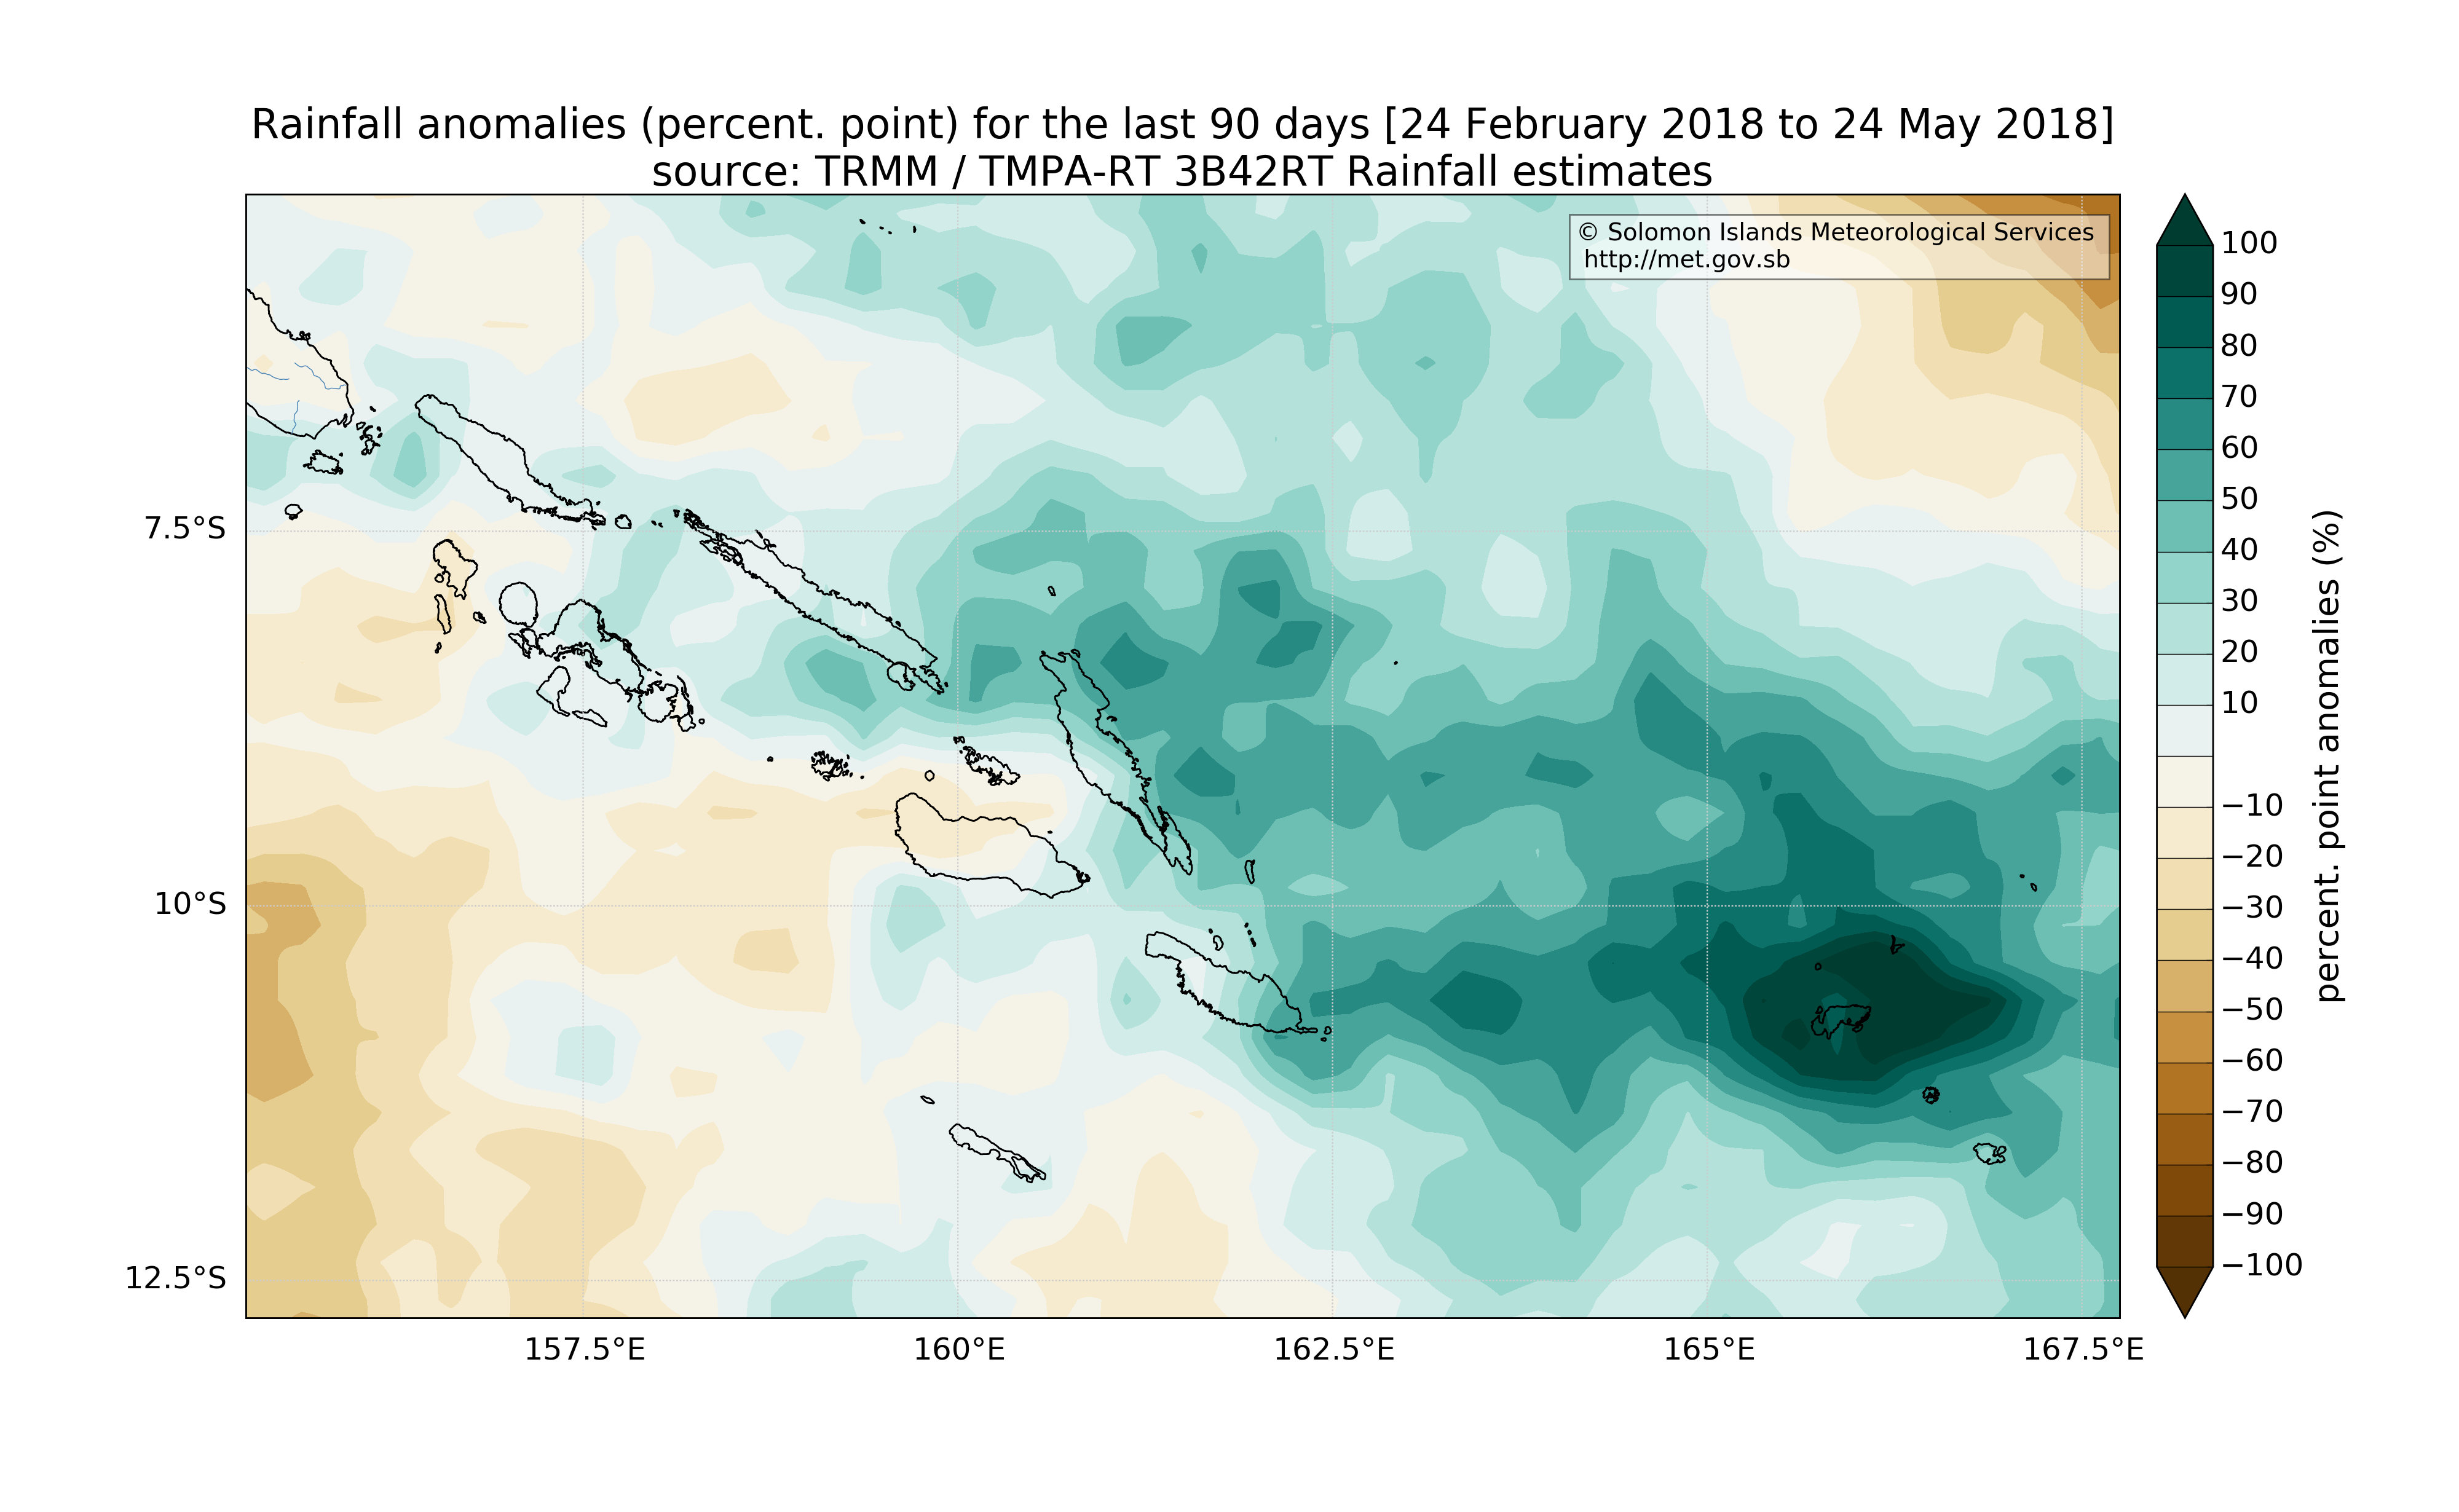 Rainfall anomalies (percent. point) for the last 90 days [24 February 2018 to 24 May 2018]
source: TRMM / TMPA-RT 3B42RT Rainfall estimates
© Solomon Islands Meteorological Services
http://met.gov.sb
7.5°S
10°S
12.5°S
157.5°E
160°E
162.5°E
165°E
167.5°E
100
90
80
70
60
50
40
30
20
10
−10
−20
−30
−40
−50
−60
−70
−80
−90
−100
percent. point anomalies (%)